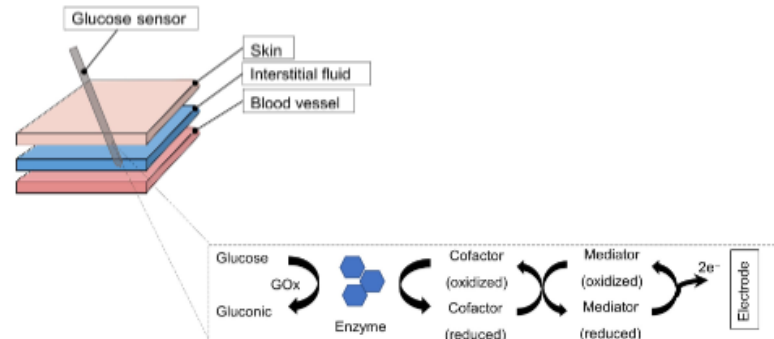 Glucose sensor
Skin
Interstitial fluid
Blood vessel
Glucose
GOx
Gluconic
Enzyme
Cofactor
(oxidized)
Cofactor
(reduced)
Mediator
(oxidized)
Mediator
(reduced)
2e⁻
Electrode